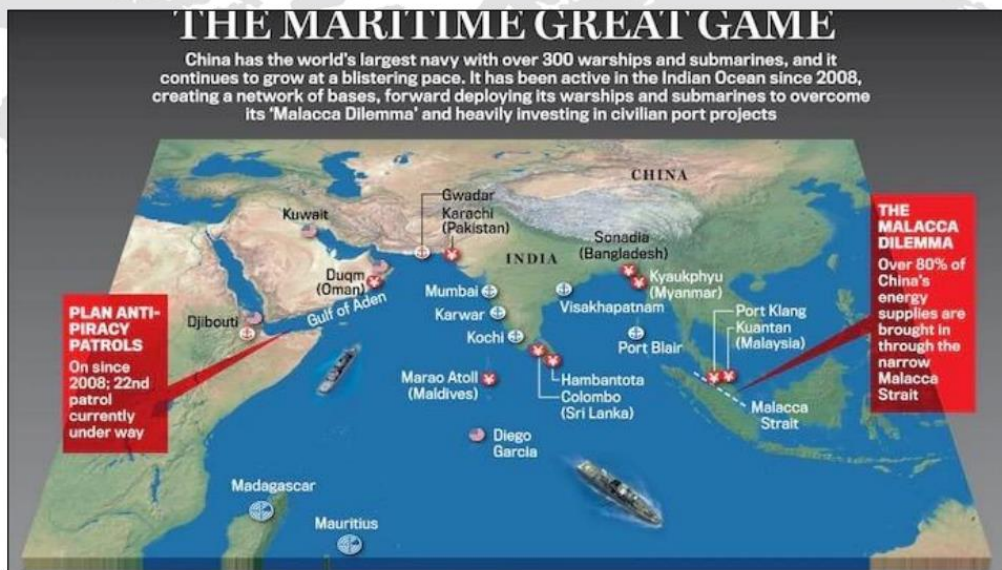 THE MARITIME GREAT GAME
China has the world's largest navy with over 300 warships and submarines, and it
continues to grow at a blistering pace. It has been active in the Indian Ocean since 2008,
creating a network of bases, forward deploying its warships and submarines to overcome
its 'Malacca Dilemma' and heavily investing in civilian port projects
CHINA
Gwadar
Karachi
(Pakistan)
Kuwait
INDIA
Sonadia
(Bangladesh)
THE
MALACCA
DILEMMA
Over 80% of
China's
energy
supplies are
brought in
through the
narrow
Malacca
Strait
Duqm
(Oman)
Gulf of Aden
Mumbai
Karwar
Kochi
Visakhapatnam
Kyaukphyu
(Myanmar)
Port Klang
Kuantan
(Malaysia)
Port Blair
PLAN ANTI-
PIRACY
PATROLS
On since
2008; 22nd
patrol
currently
under way
Djibouti
Marao Atoll
(Maldives)
Hambantota
Colombo
(Sri Lanka)
Malacca
Strait
Diego
Garcia
Madagascar
Mauritius